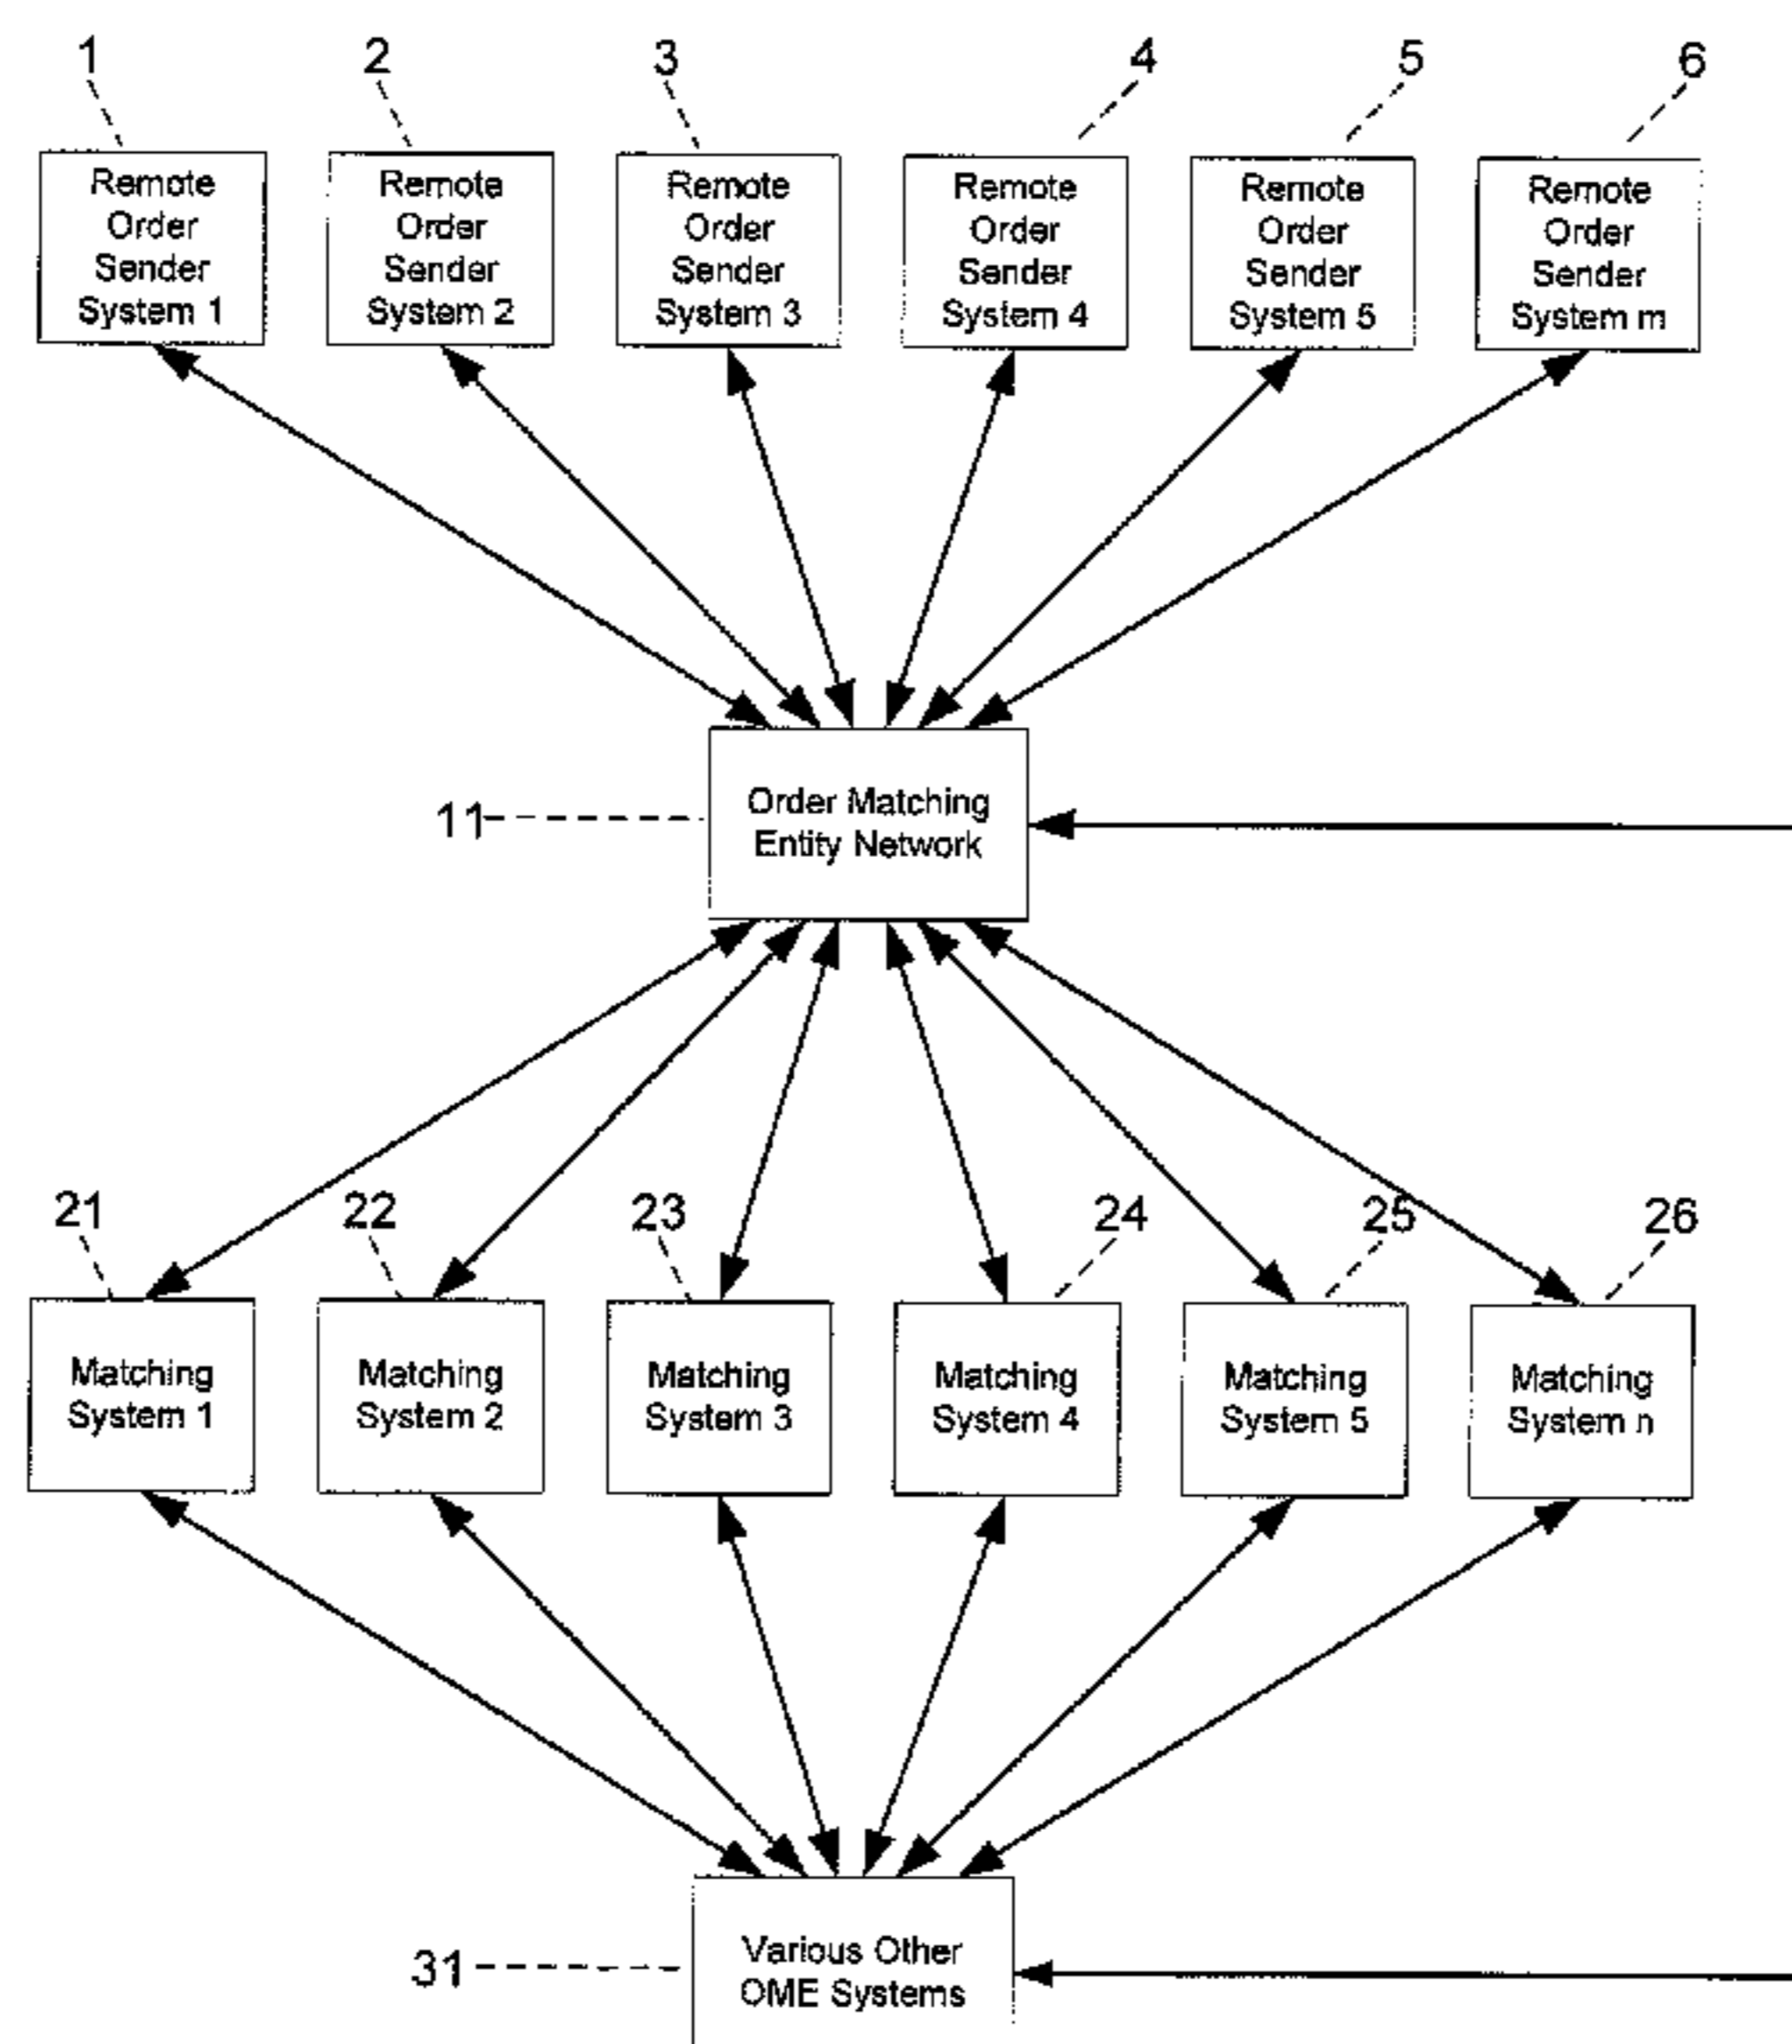 1 2 3 4 5 6
Remote Order Sender System 1
Remote Order Sender System 2
Remote Order Sender System 3
Remote Order Sender System 4
Remote Order Sender System 5
Remote Order Sender System m
11
Order Matching
Entity Network
21 22 23 24 25 26
Matching System 1
Matching System 2
Matching System 3
Matching System 4
Matching System 5
Matching System n
31
Various Other
OME Systems